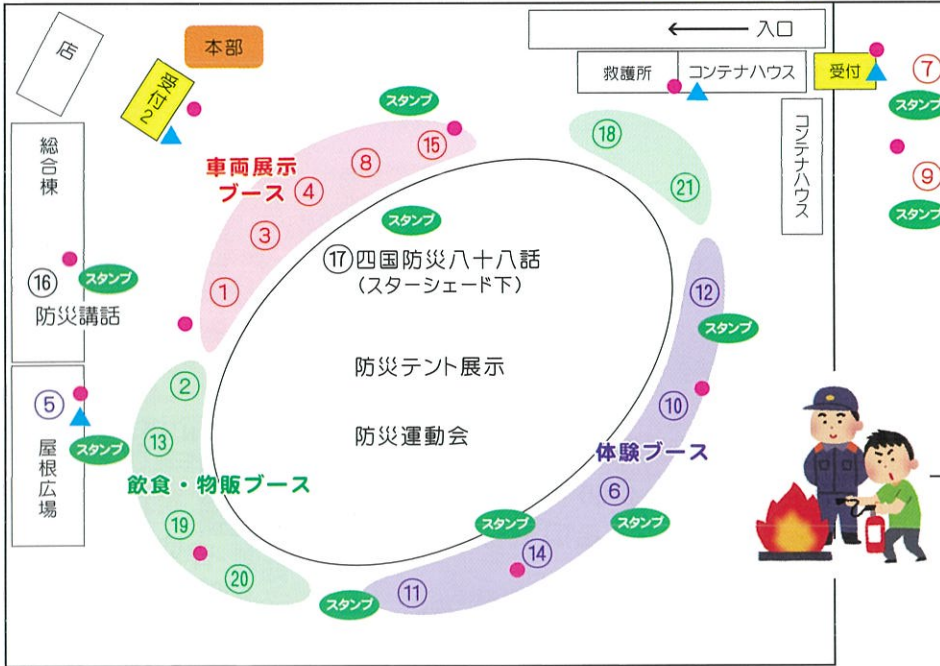 店
本部
← 入口
受付2
救護所
コンテナハウス
受付
⑦
スタンプ
スタンプ
⑱
コンテナハウス
総合棟
⑮
⑧
車両展示
ブース
④
⑨
㉑
スタンプ
スタンプ
③
⑰四国防災八十八話
(スターシェード下)
⑯
スタンプ
防災講話
①
⑫
スタンプ
防災テント展示
②
⑤
⑩
屋根広場
スタンプ
⑬
防災運動会
体験ブース
飲食・物販ブース
⑥
⑲
スタンプ
スタンプ
⑭
⑳
⑪
スタンプ